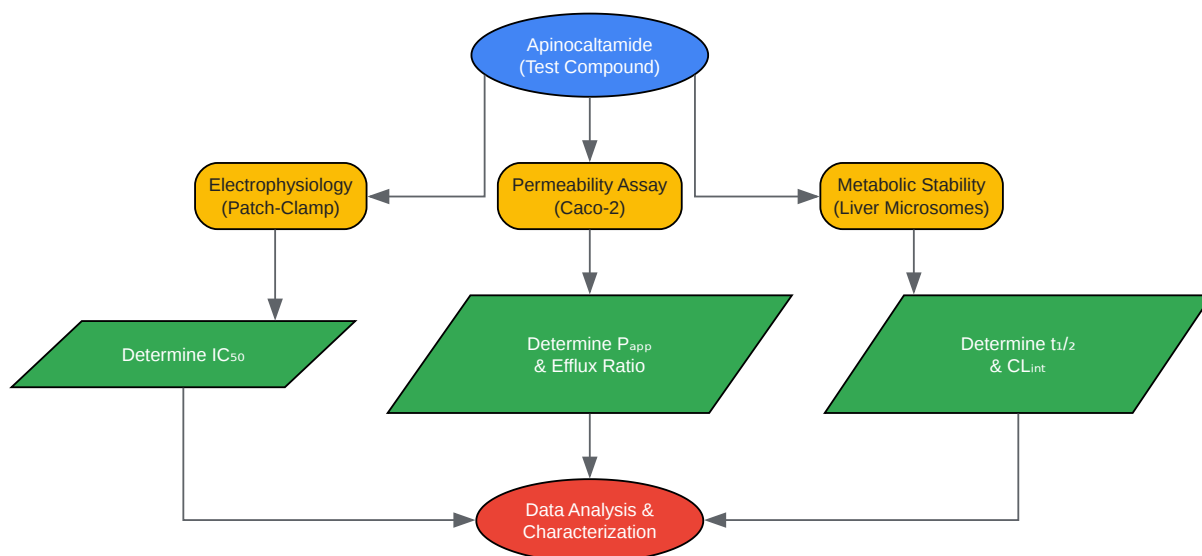 Apinocaltamide
(Test Compound)
Electrophysiology
(Patch-Clamp)
Permeability Assay
(Caco-2)
Metabolic Stability
(Liver Microsomes)
Determine IC₅₀
Determine Pₐₚₚ
& Efflux Ratio
Determine t₁/₂
& CLᵢₙₜ
Data Analysis &
Characterization